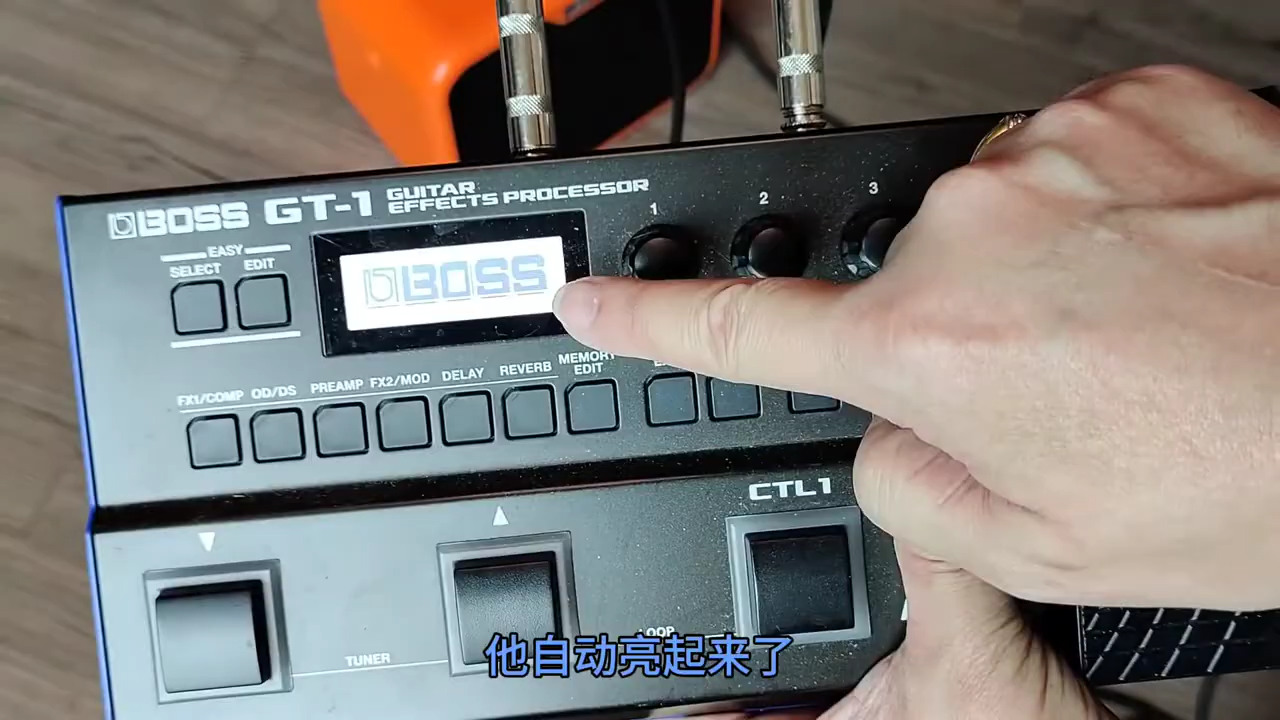 BOSS GT-1 GUITAR EFFECTS PROCESSOR
1 2 3
EASY
SELECT EDIT
BOSS
FX1/COMP OD/DS PREAMP FX2/MOD DELAY REVERB MEMORY EDIT
CTL1
TUNER
LOOP
他自动亮起来了